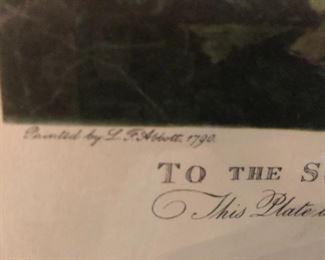 Painted by L. F. Abbott. 1790.
TO THE S
This Plate